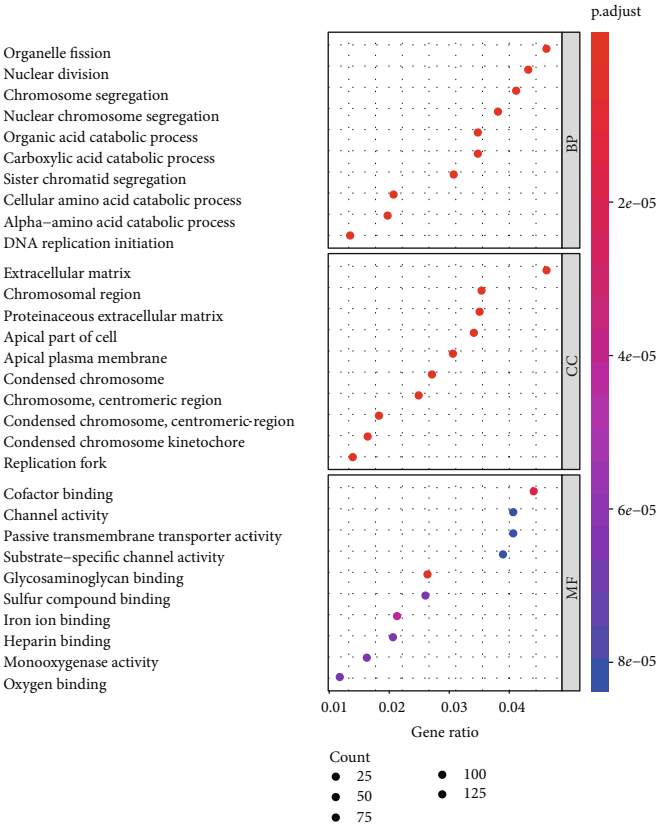 p.adjust
Organelle fission
Nuclear division
Chromosome segregation
Nuclear chromosome segregation
Organic acid catabolic process
Carboxylic acid catabolic process
Sister chromatid segregation
Cellular amino acid catabolic process
Alpha−amino acid catabolic process
DNA replication initiation
BP
2e−05
Extracellular matrix
Chromosomal region
Proteinaceous extracellular matrix
Apical part of cell
Apical plasma membrane
Condensed chromosome
Chromosome, centromeric region
Condensed chromosome, centromeric-region
Condensed chromosome kinetochore
Replication fork
CC
4e−05
Cofactor binding
Channel activity
Passive transmembrane transporter activity
Substrate−specific channel activity
Glycosaminoglycan binding
Sulfur compound binding
Iron ion binding
Heparin binding
Monooxygenase activity
Oxygen binding
MF
6e−05
8e−05
0.01 0.02 0.03 0.04
Gene ratio
Count
25
50
75
100
125